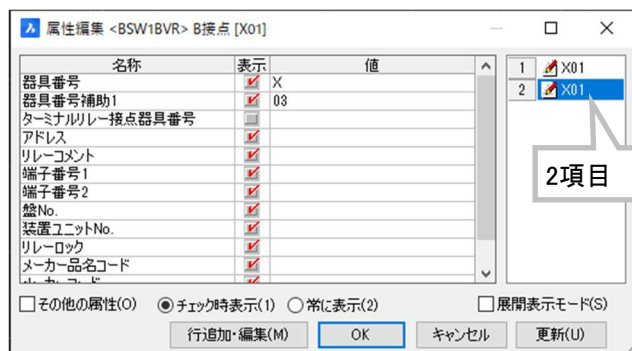 属性編集 <BSW1BVR> B接点 [X01]
名称 表示 値
器具番号 X
器具番号補助1 03
ターミナルリレー接点器具番号
アドレス
リレーコメント
端子番号1
端子番号2
盤No.
装置ユニットNo.
リレーロック
メーカー品名コード
1 X01
2 X01
2項目
その他の属性(O) チェック時表示(1) 常に表示(2) 展開表示モード(S)
行追加・編集(M) OK キャンセル 更新(U)